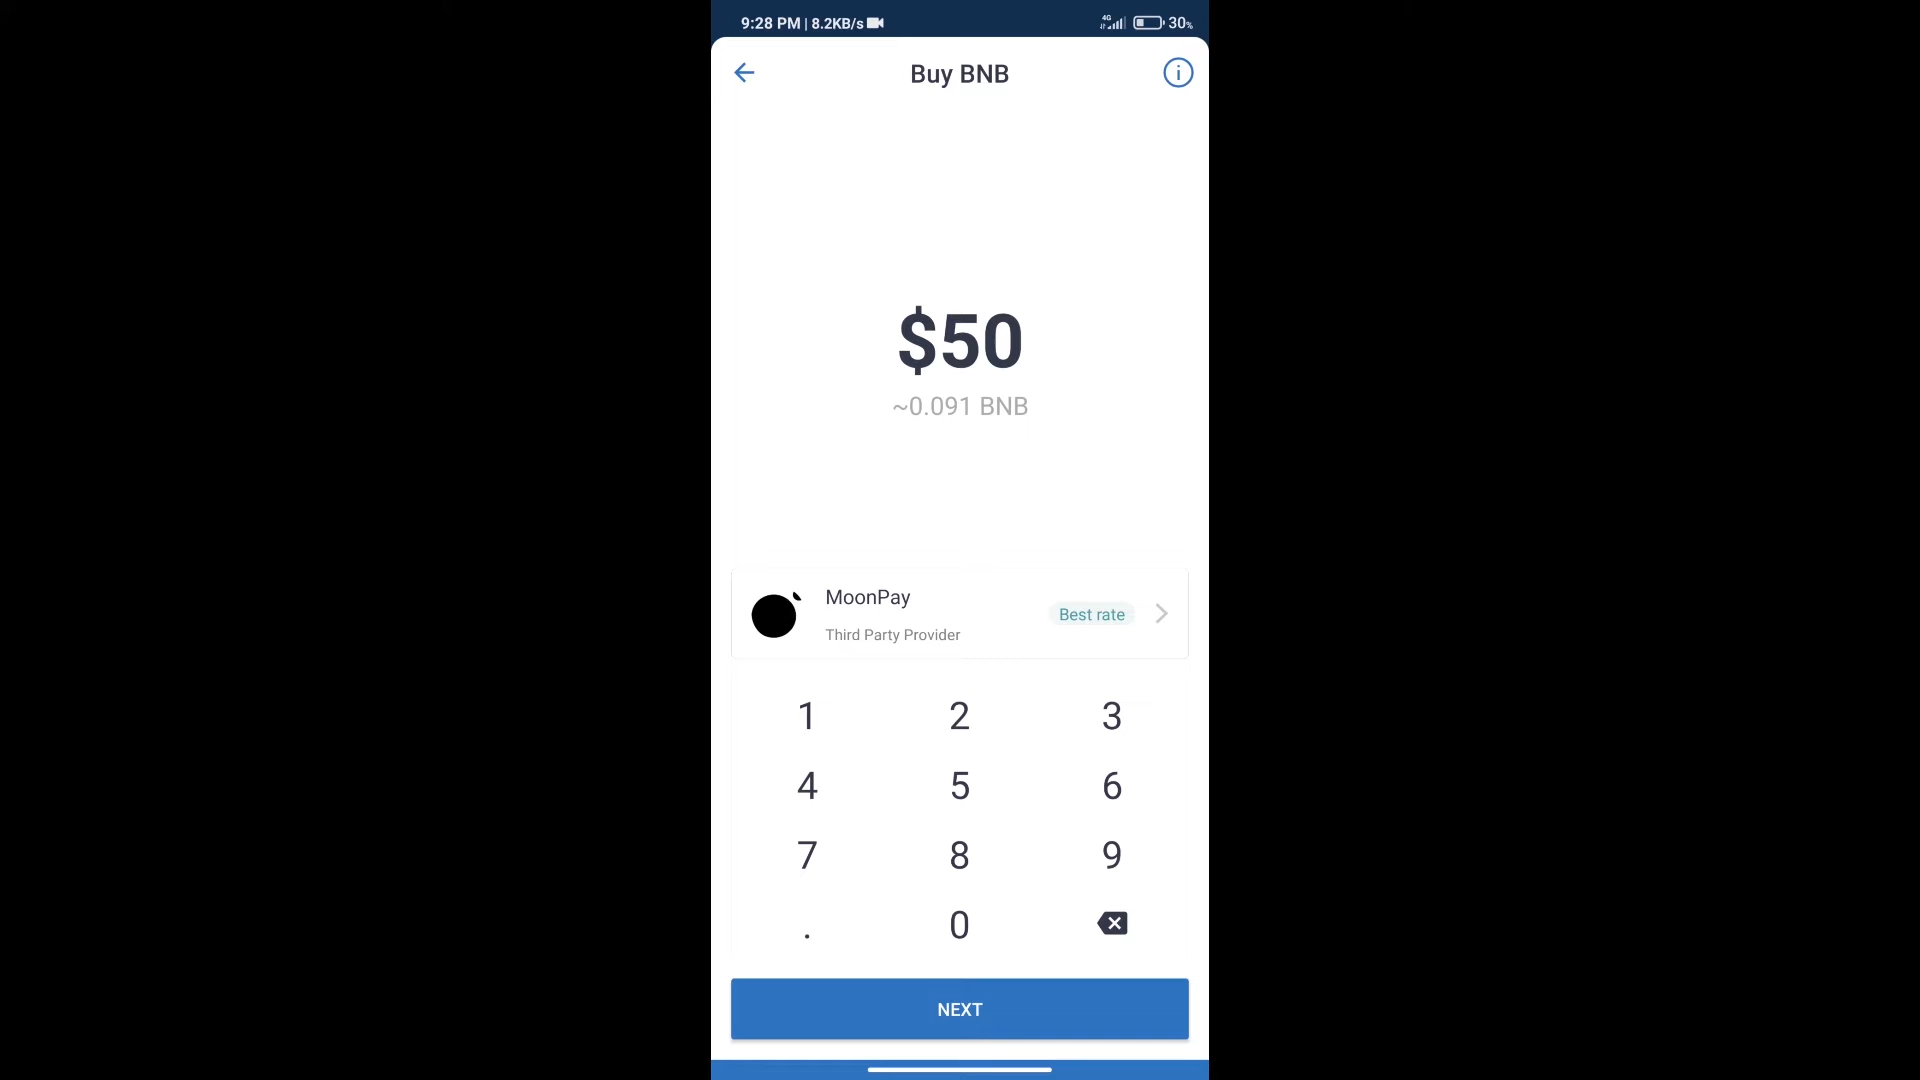 9:28 PM | 8.2KB/s 4G 30%
Buy BNB
$50
~0.091 BNB
MoonPay
Third Party Provider
Best rate
1 2 3
4 5 6
7 8 9
. 0
NEXT